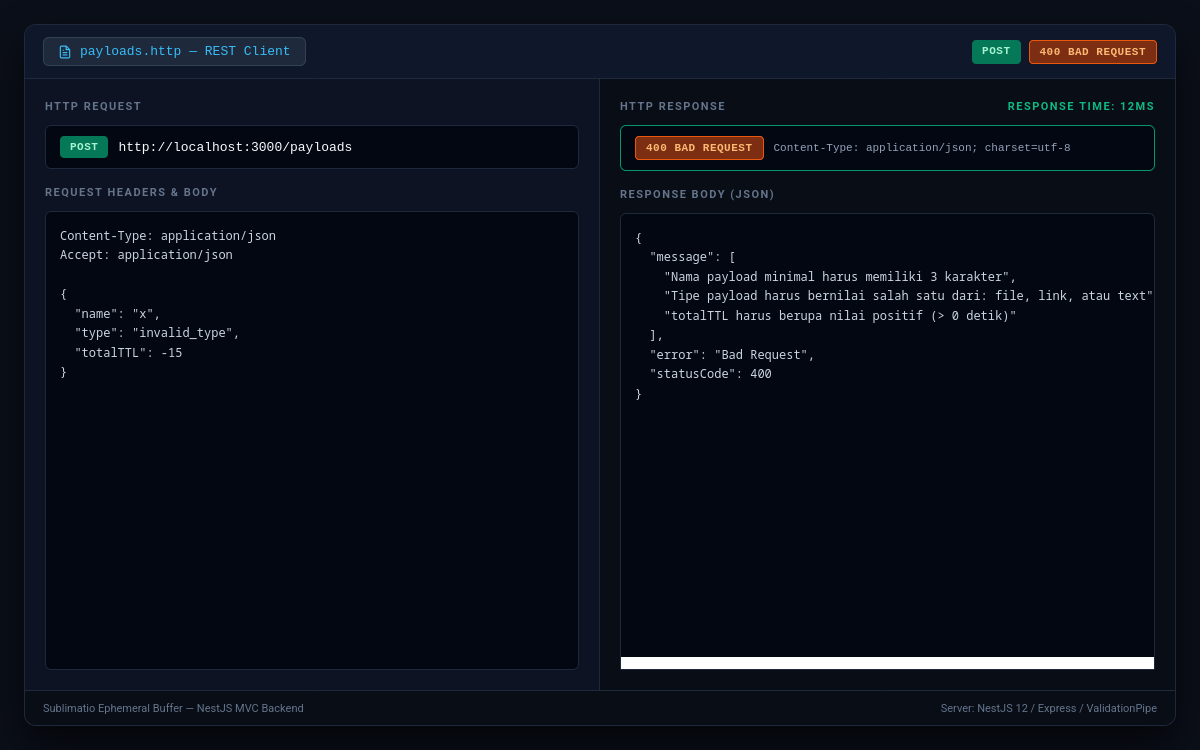 payloads.http — REST Client
POST
400 BAD REQUEST
HTTP REQUEST
POST
http://localhost:3000/payloads
REQUEST HEADERS & BODY
Content-Type: application/json
Accept: application/json
{
  "name": "x",
  "type": "invalid_type",
  "totalTTL": -15
}
HTTP RESPONSE
RESPONSE TIME: 12MS
400 BAD REQUEST
Content-Type: application/json; charset=utf-8
RESPONSE BODY (JSON)
{
  "message": [
    "Nama payload minimal harus memiliki 3 karakter",
    "Tipe payload harus bernilai salah satu dari: file, link, atau text"
    "totalTTL harus berupa nilai positif (> 0 detik)"
  ],
  "error": "Bad Request",
  "statusCode": 400
}
Sublimatio Ephemeral Buffer — NestJS MVC Backend
Server: NestJS 12 / Express / ValidationPipe